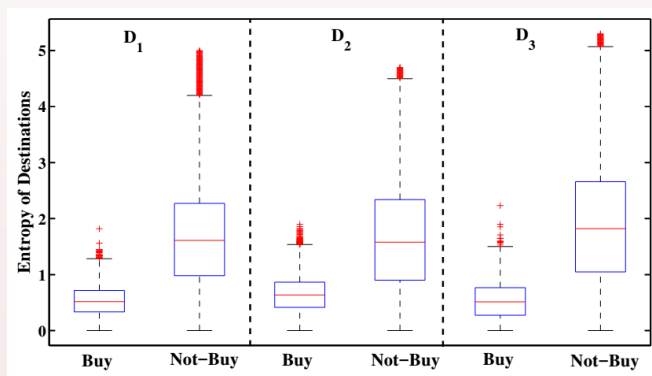 D1
D2
D3
Entropy of Destinations
5
4
3
2
1
0
Buy
Not-Buy
Buy
Not-Buy
Buy
Not-Buy